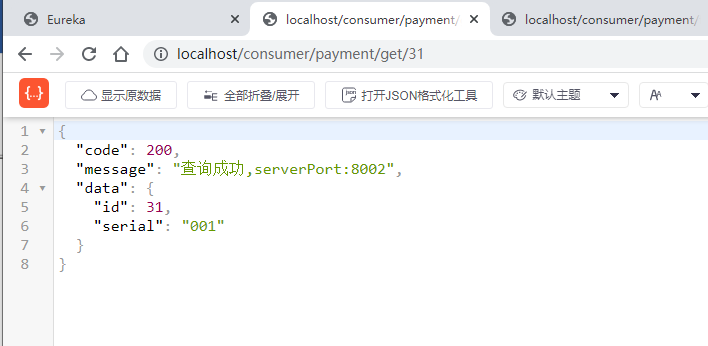 Eureka
localhost/consumer/payment/
localhost/consumer/payment/
localhost/consumer/payment/get/31
{...} 显示原数据 全部折叠/展开 打开JSON格式化工具 默认主题 AA
1 {
2 "code": 200,
3 "message": "查询成功,serverPort:8002",
4 "data": {
5 "id": 31,
6 "serial": "001"
7 }
8 }